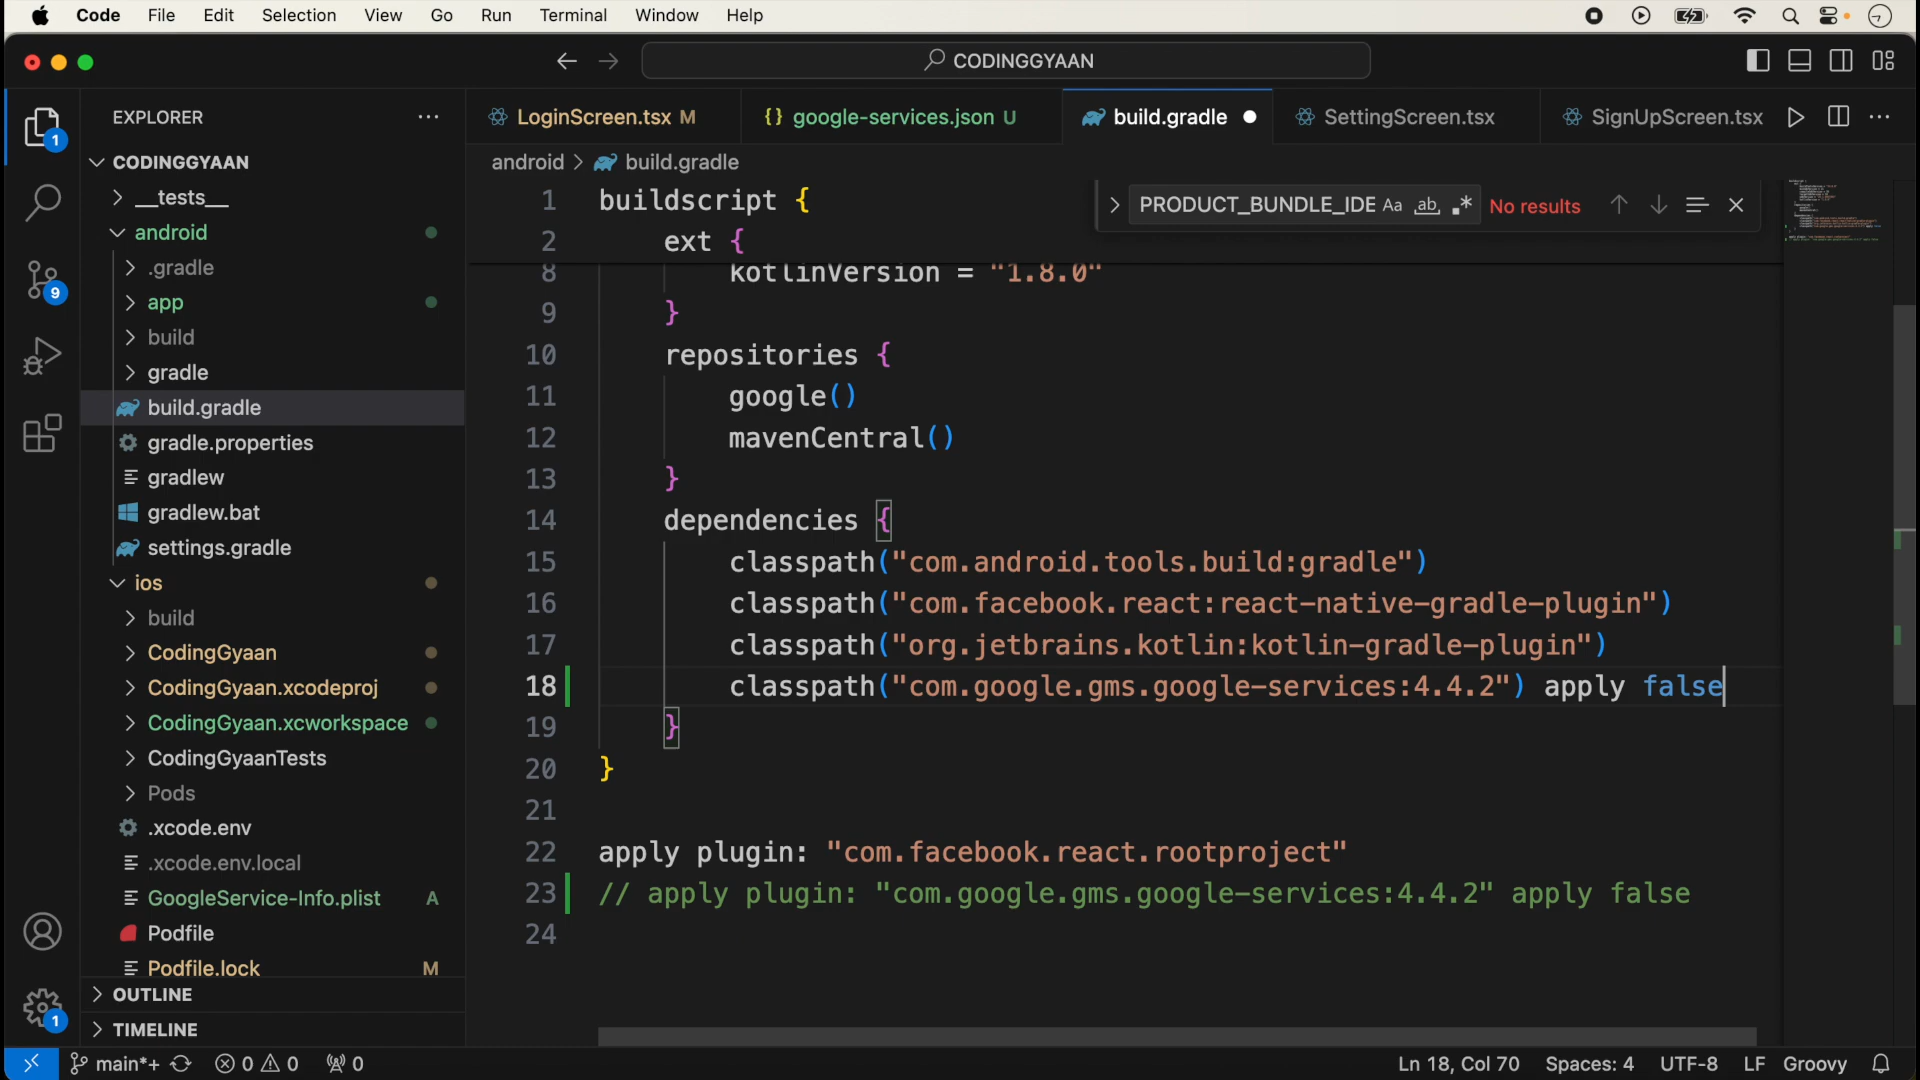 Code File Edit Selection View Go Run Terminal Window Help
CODINGGYAAN
EXPLORER
LoginScreen.tsx M
google-services.json U
build.gradle
SettingScreen.tsx
SignUpScreen.tsx
android > build.gradle
PRODUCT_BUNDLE_IDE Aa ab .* No results
CODINGGYAAN
__tests__
android
.gradle
app
build
gradle
build.gradle
gradle.properties
gradlew
gradlew.bat
settings.gradle
ios
build
CodingGyaan
CodingGyaan.xcodeproj
CodingGyaan.xcworkspace
CodingGyaanTests
Pods
.xcode.env
.xcode.env.local
GoogleService-Info.plist A
Podfile
Podfile.lock M
OUTLINE
TIMELINE
1
9
1
1 buildscript {
2 ext {
8 kotlinVersion = "1.8.0"
9 }
10 repositories {
11 google()
12 mavenCentral()
13 }
14 dependencies {
15 classpath("com.android.tools.build:gradle")
16 classpath("com.facebook.react:react-native-gradle-plugin")
17 classpath("org.jetbrains.kotlin:kotlin-gradle-plugin")
18 classpath("com.google.gms.google-services:4.4.2") apply false
19 }
20 }
21
22 apply plugin: "com.facebook.react.rootproject"
23 // apply plugin: "com.google.gms.google-services:4.4.2" apply false
24
main*+ 0 0 0 Ln 18, Col 70 Spaces: 4 UTF-8 LF Groovy